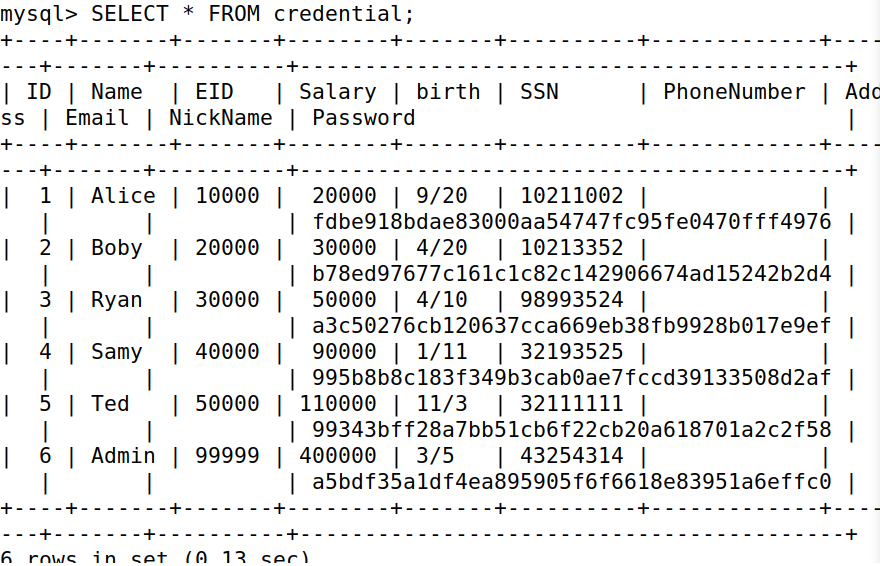 mysql> SELECT * FROM credential;
+----+-------+-------+--------+-------+----------+-------------+----
---+-------+----------+------------------------------------------+
| ID | Name  | EID   | Salary | birth | SSN      | PhoneNumber | Add
ss | Email | NickName | Password                                 |
+----+-------+-------+--------+-------+----------+-------------+----
---+-------+----------+------------------------------------------+
|  1 | Alice | 10000 |  20000 | 9/20  | 10211002 |             |
   |       |          | fdbe918bdae83000aa54747fc95fe0470fff4976 |
|  2 | Boby  | 20000 |  30000 | 4/20  | 10213352 |             |
   |       |          | b78ed97677c161c1c82c142906674ad15242b2d4 |
|  3 | Ryan  | 30000 |  50000 | 4/10  | 98993524 |             |
   |       |          | a3c50276cb120637cca669eb38fb9928b017e9ef |
|  4 | Samy  | 40000 |  90000 | 1/11  | 32193525 |             |
   |       |          | 995b8b8c183f349b3cab0ae7fccd39133508d2af |
|  5 | Ted   | 50000 | 110000 | 11/3  | 32111111 |             |
   |       |          | 99343bff28a7bb51cb6f22cb20a618701a2c2f58 |
|  6 | Admin | 99999 | 400000 | 3/5   | 43254314 |             |
   |       |          | a5bdf35a1df4ea895905f6f6618e83951a6effc0 |
+----+-------+-------+--------+-------+----------+-------------+----
---+-------+----------+------------------------------------------+
6 rows in set (0.13 sec)